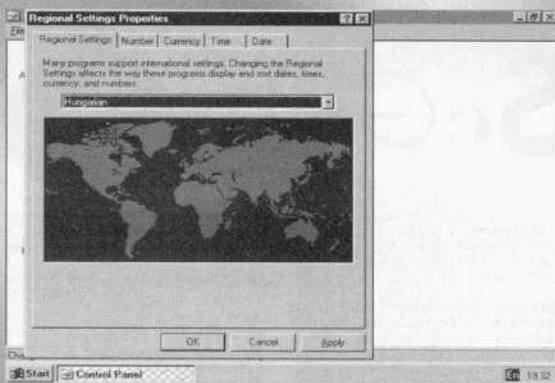 Regional Settings Properties
Regional Settings
Number
Currency
Time
Date
Many programs support international settings. Changing the Regional
Settings affects the way these programs display and sort dates, times,
currency, and numbers.
Hungarian
OK
Cancel
Apply
Start
Control Panel
En
19:32